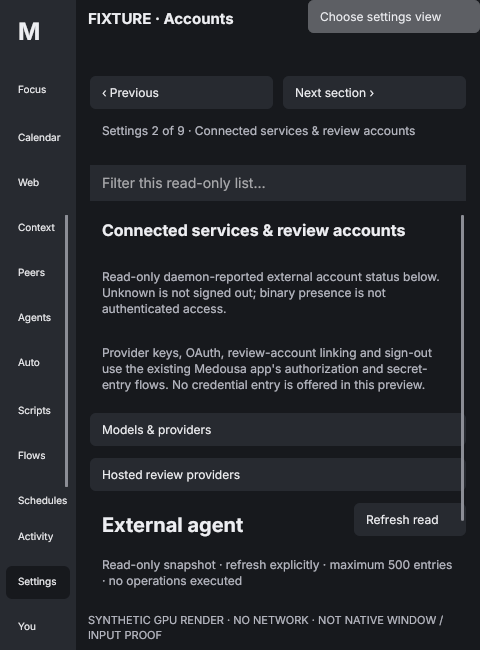 M
FIXTURE · Accounts
Choose settings view
Focus
Calendar
Web
Context
Peers
Agents
Auto
Scripts
Flows
Schedules
Activity
Settings
You
‹ Previous
Next section ›
Settings 2 of 9 · Connected services & review accounts
Filter this read-only list...
Connected services & review accounts
Read-only daemon-reported external account status below.
Unknown is not signed out; binary presence is not
authenticated access.
Provider keys, OAuth, review-account linking and sign-out
use the existing Medousa app's authorization and secret-
entry flows. No credential entry is offered in this preview.
Models & providers
Hosted review providers
External agent
Refresh read
Read-only snapshot · refresh explicitly · maximum 500 entries
· no operations executed
SYNTHETIC GPU RENDER · NO NETWORK · NOT NATIVE WINDOW /
INPUT PROOF